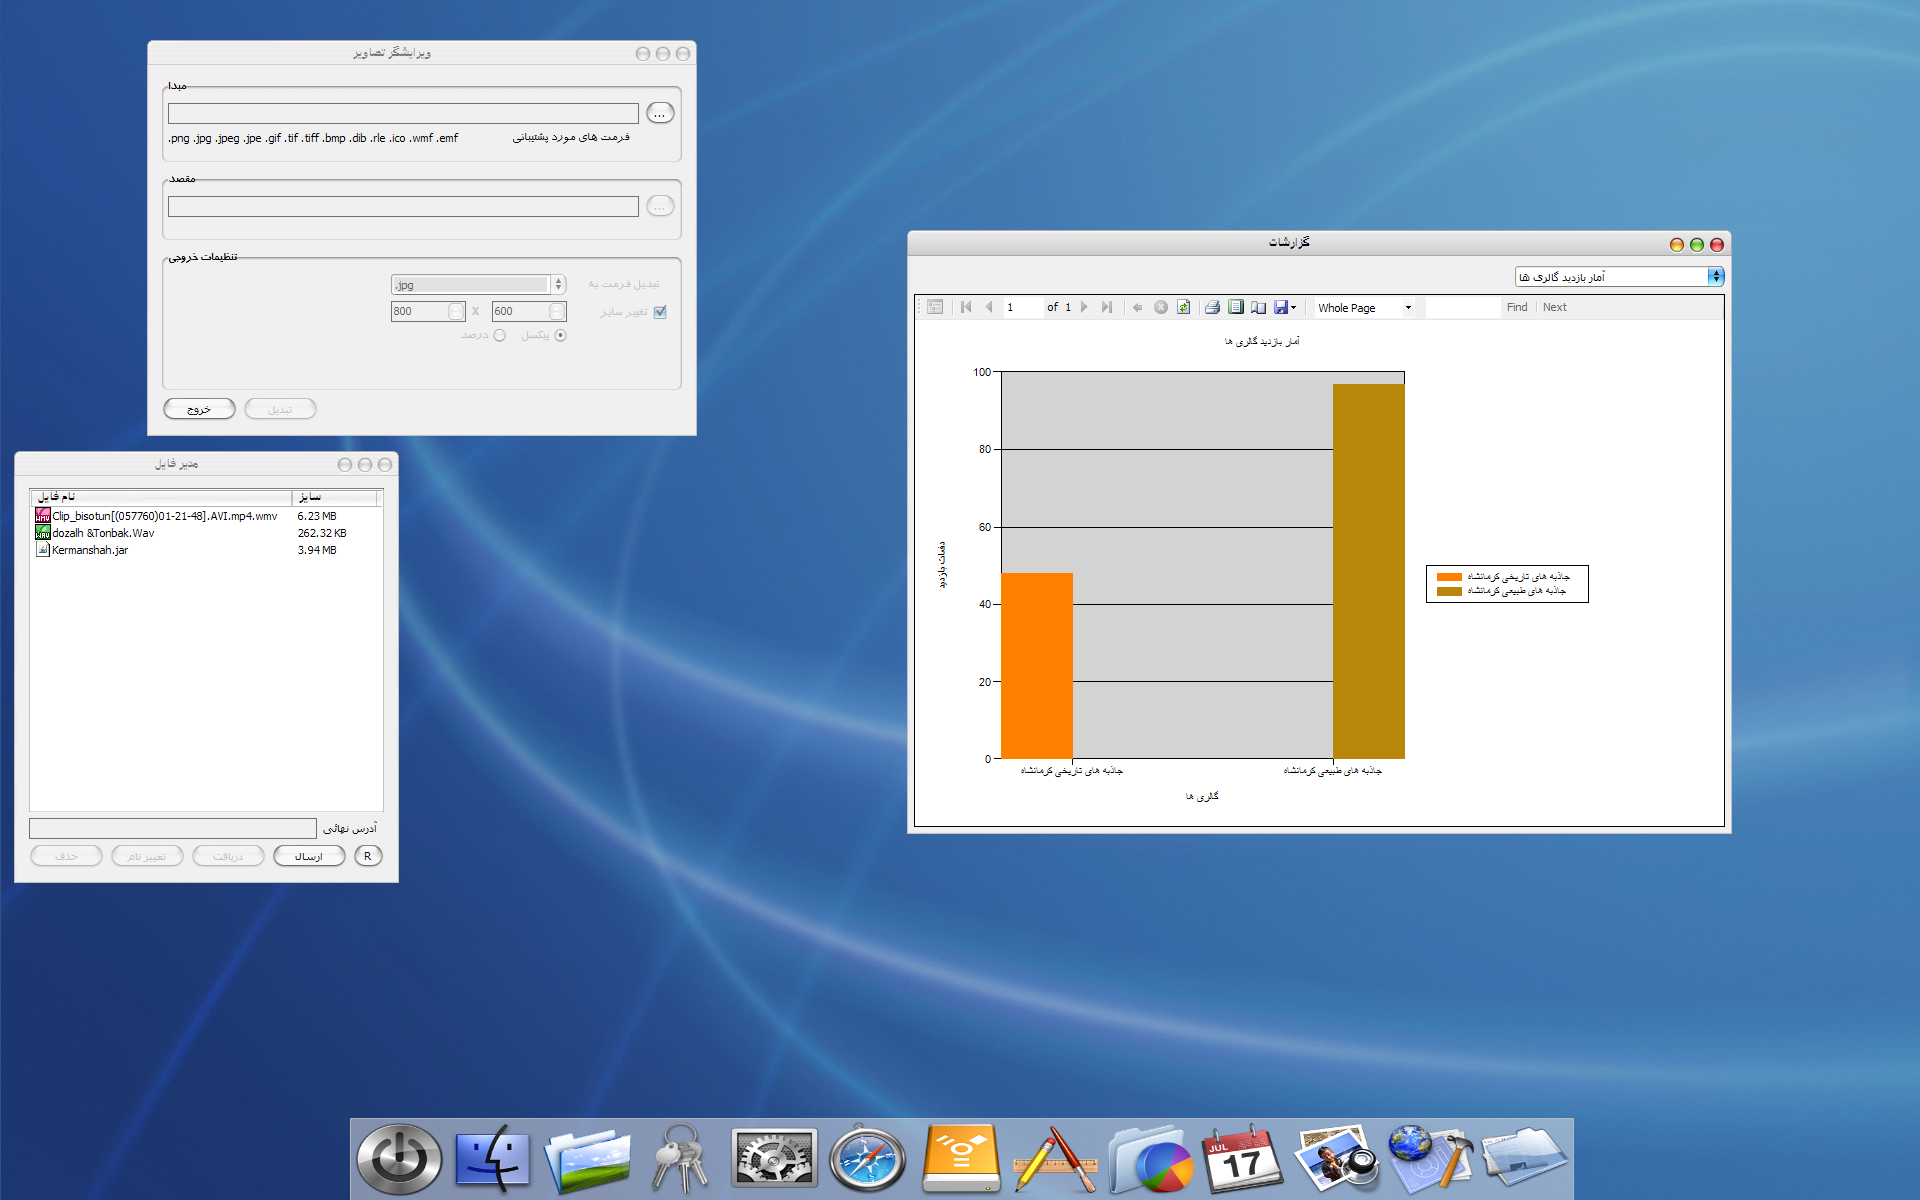 ویرایشگر تصاویر
مبدا
...
.png .jpg .jpeg .jpe .gif .tif .tiff .bmp .dib .rle .ico .wmf .emf
فرمت های مورد پشتیبانی
مقصد
...
تنظیمات خروجی
تبدیل فرمت به
.jpg
تغییر سایز
800 X 600
پیکسل
درصد
خروج
تبدیل
مدیر فایل
نام فایل
سایز
Clip_bisotun[(057760)01-21-48].AVI.mp4.wmv 6.23 MB
dozalh &Tonbak.Wav 262.32 KB
Kermanshah.jar 3.94 MB
آدرس نهائی
حذف
تغییر نام
دریافت
ارسال
R
گزارشات
آمار بازدید گالری ها
1 of 1
Whole Page
Find | Next
آمار بازدید گالری ها
100
80
60
40
20
0
دفعات بازدید
جاذبه های تاریخی کرمانشاه
جاذبه های طبیعی کرمانشاه
گالری ها
جاذبه های تاریخی کرمانشاه
جاذبه های طبیعی کرمانشاه
JUL
17